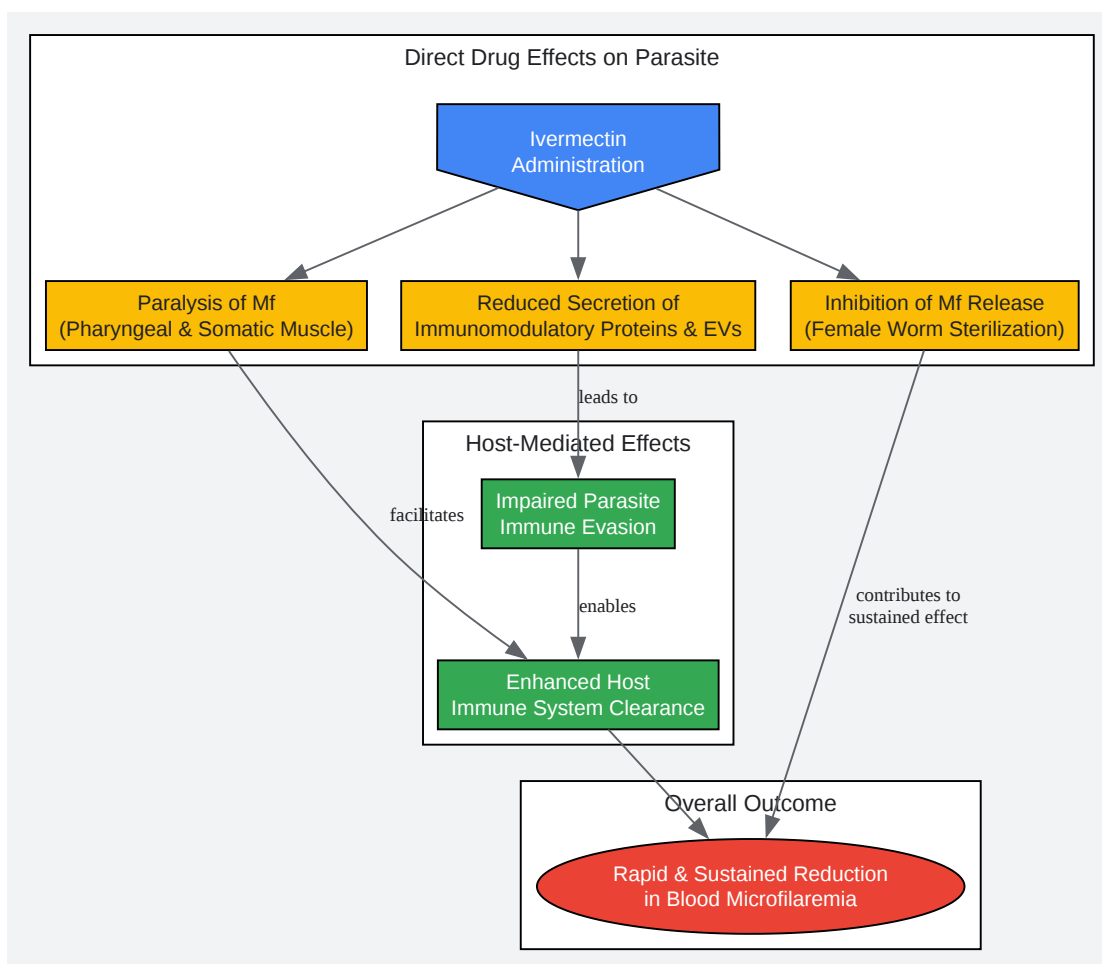 Direct Drug Effects on Parasite
Ivermectin
Administration
Paralysis of Mf
(Pharyngeal & Somatic Muscle)
Reduced Secretion of
Immunomodulatory Proteins & EVs
Inhibition of Mf Release
(Female Worm Sterilization)
leads to
Host-Mediated Effects
Impaired Parasite
Immune Evasion
facilitates
enables
contributes to
sustained effect
Enhanced Host
Immune System Clearance
Overall Outcome
Rapid & Sustained Reduction
in Blood Microfilaremia